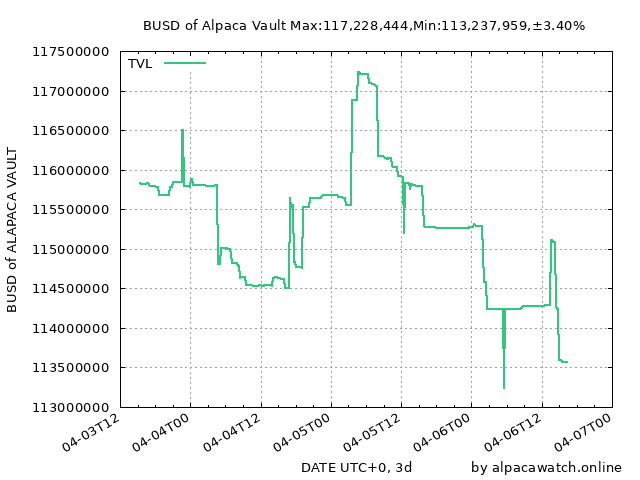 BUSD of Alpaca Vault Max:117,228,444,Min:113,237,959,±3.40%
117500000
TVL
117000000
116500000
116000000
115500000
115000000
114500000
114000000
113500000
113000000
BUSD of ALAPACA VAULT
04-03T12
04-04T00
04-04T12
04-05T00
04-05T12
04-06T00
04-06T12
04-07T00
DATE UTC+0, 3d
by alpacawatch.online